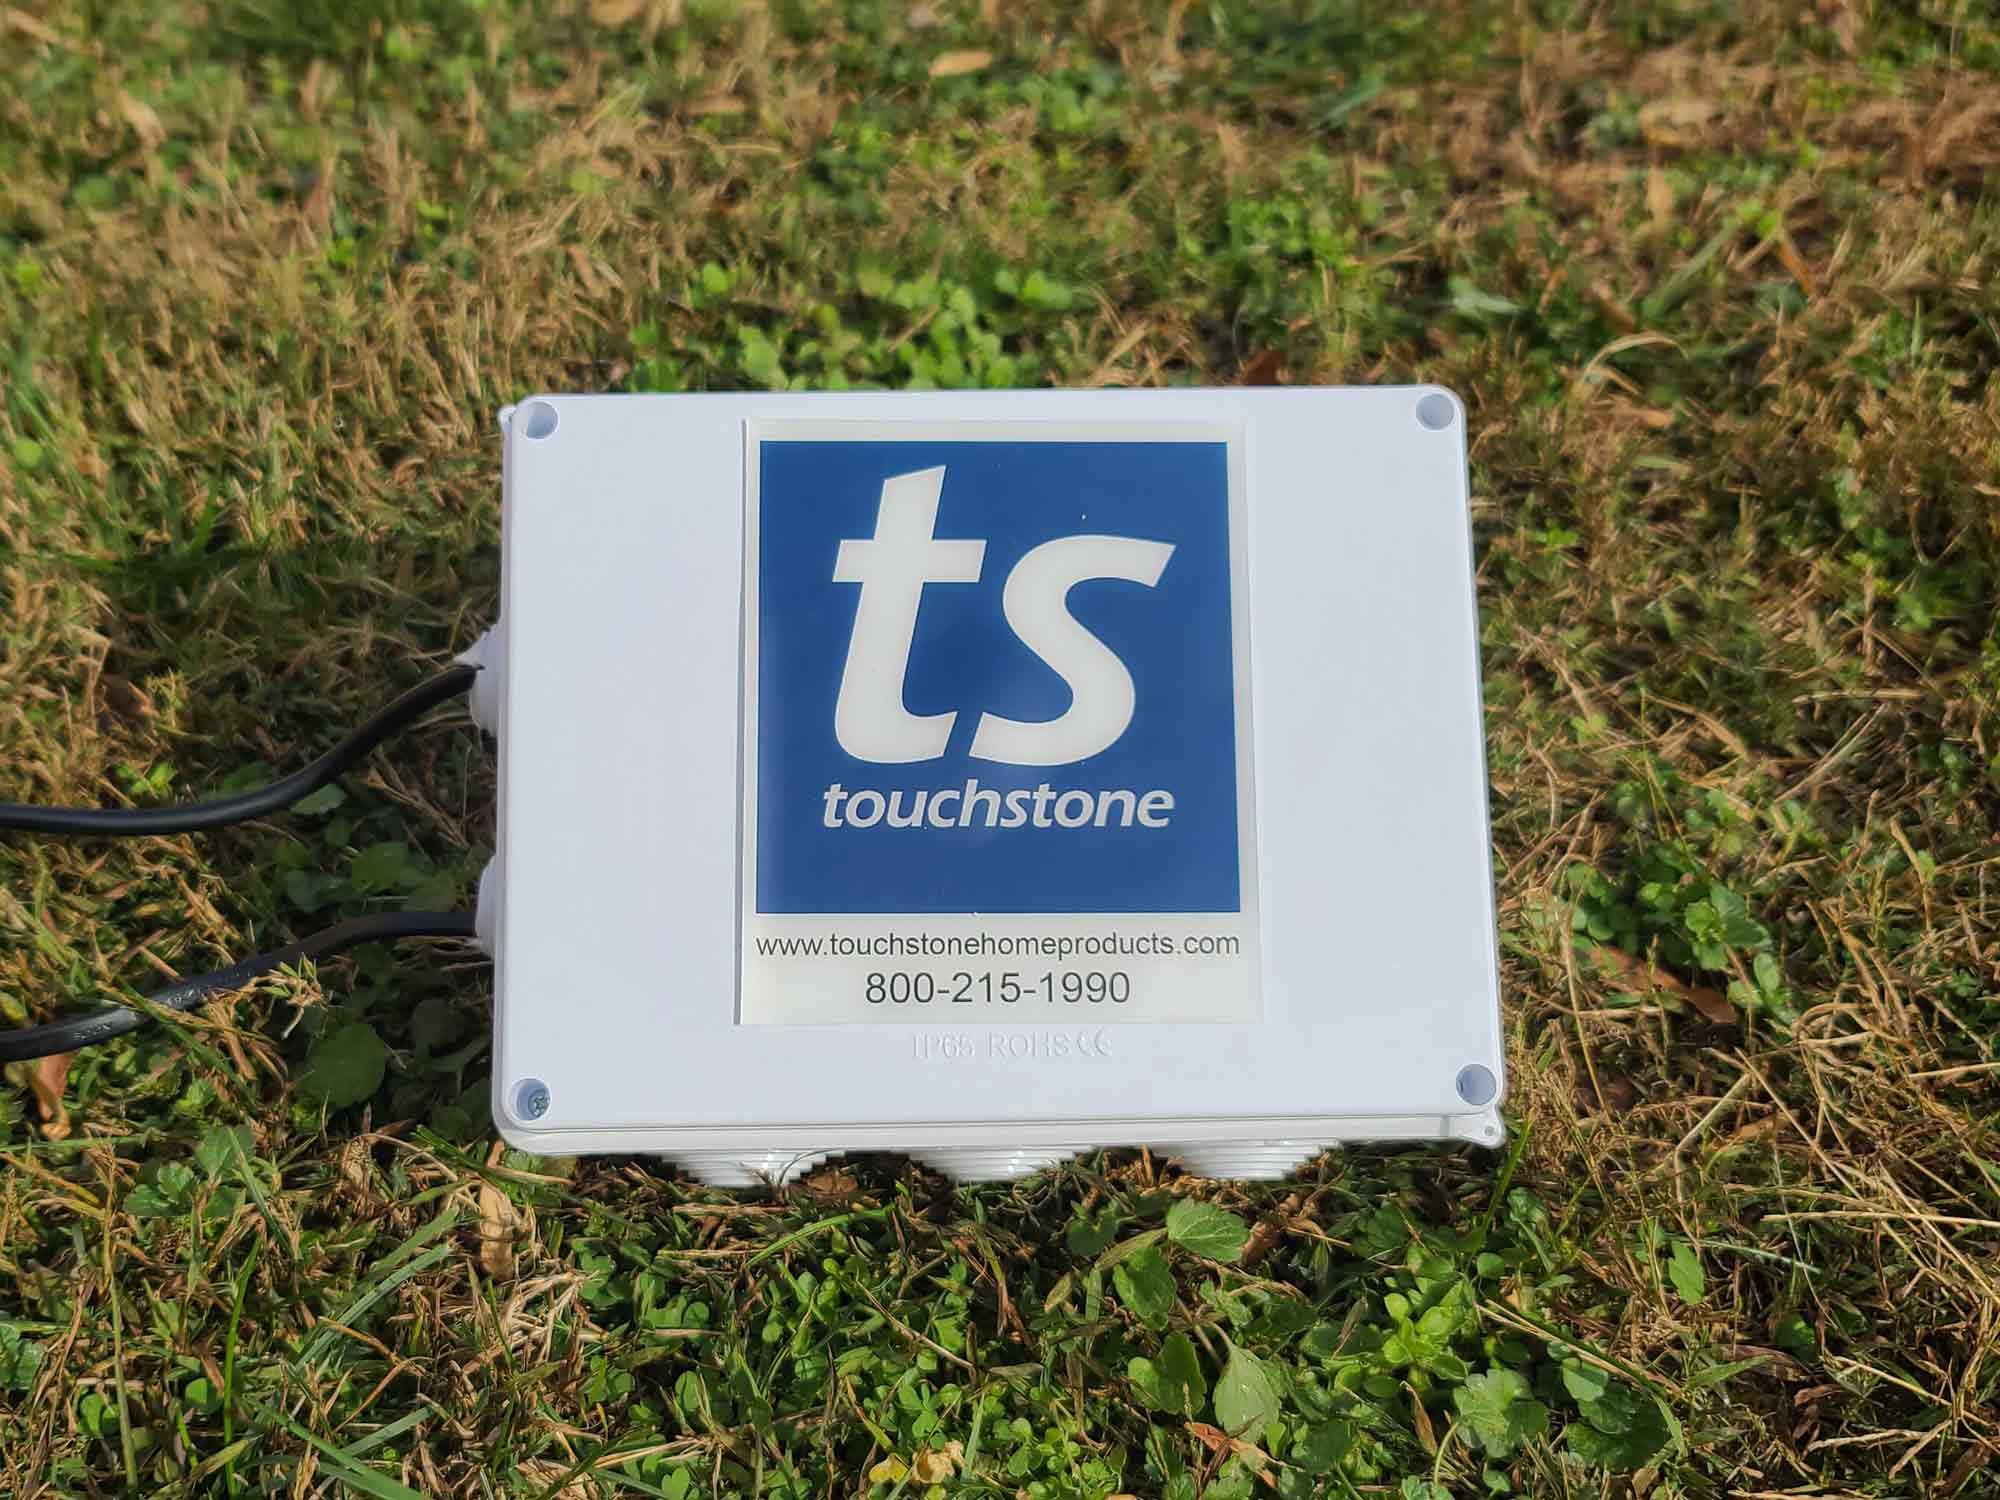 ts
touchstone
www.touchstonehomeproducts.com
800-215-1990
IP65 ROHS CE